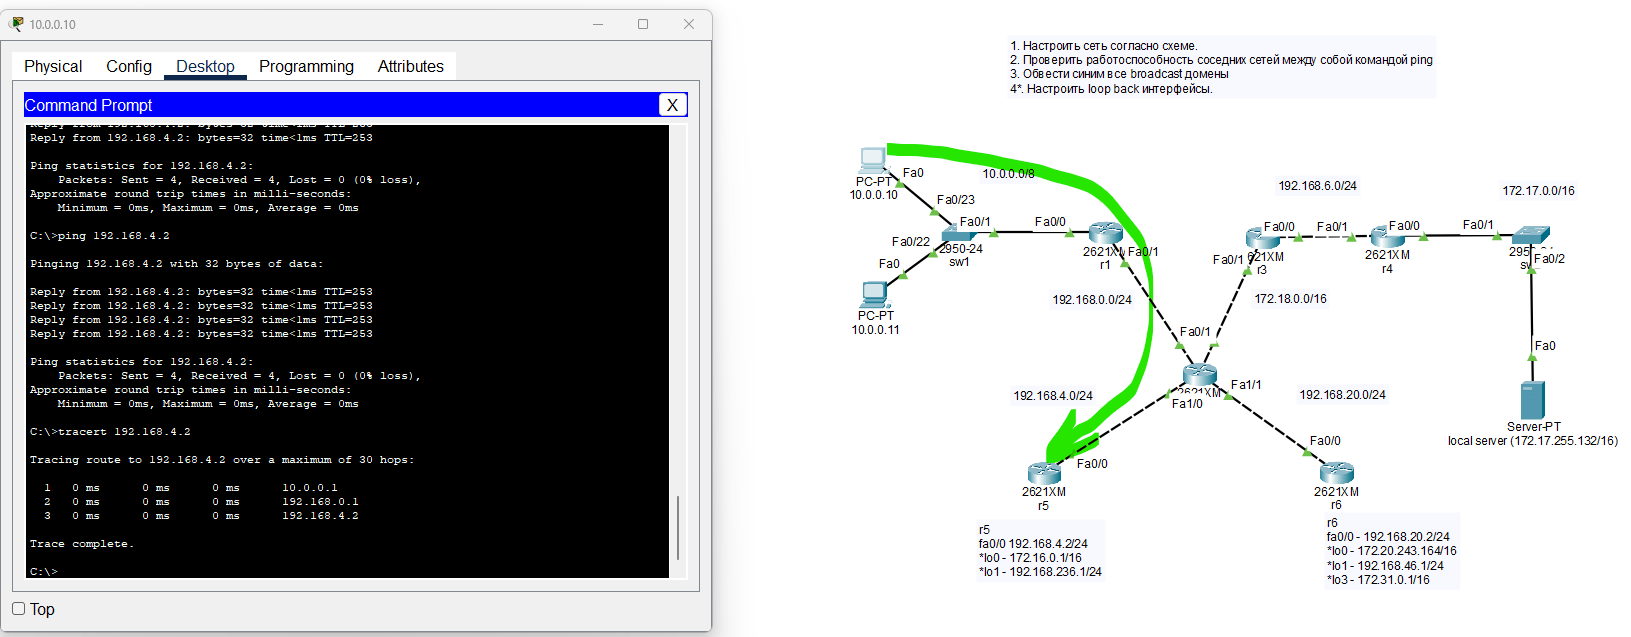 10.0.0.10
Physical Config Desktop Programming Attributes
Command Prompt X
Reply from 192.168.4.2: bytes=32 time<1ms TTL=253
Ping statistics for 192.168.4.2:
Packets: Sent = 4, Received = 4, Lost = 0 (0% loss),
Approximate round trip times in milli-seconds:
Minimum = 0ms, Maximum = 0ms, Average = 0ms
C:\>ping 192.168.4.2
Pinging 192.168.4.2 with 32 bytes of data:
Reply from 192.168.4.2: bytes=32 time<1ms TTL=253
Reply from 192.168.4.2: bytes=32 time<1ms TTL=253
Reply from 192.168.4.2: bytes=32 time<1ms TTL=253
Reply from 192.168.4.2: bytes=32 time<1ms TTL=253
Ping statistics for 192.168.4.2:
Packets: Sent = 4, Received = 4, Lost = 0 (0% loss),
Approximate round trip times in milli-seconds:
Minimum = 0ms, Maximum = 0ms, Average = 0ms
C:\>tracert 192.168.4.2
Tracing route to 192.168.4.2 over a maximum of 30 hops:
1 0 ms 0 ms 0 ms 10.0.0.1
2 0 ms 0 ms 0 ms 192.168.0.1
3 0 ms 0 ms 0 ms 192.168.4.2
Trace complete.
C:\>
Top
1. Настроить сеть согласно схеме.
2. Проверить работоспособность соседних сетей между собой командой ping
3. Обвести синим все broadcast домены
4*. Настроить loop back интерфейсы.
PC-PT
10.0.0.10
Fa0
10.0.0.0/8
Fa0/23
Fa0/1
Fa0/22
Fa0
2950-24
sw1
PC-PT
10.0.0.11
Fa0/0
2621XM
r1
Fa0/1
192.168.0.0/24
192.168.6.0/24
172.17.0.0/16
Fa0/0
Fa0/1
Fa0/1
r3
Fa0/0
2621XM
r4
Fa0/1
Fa0/2
172.18.0.0/16
Fa0/1
2621XM
Fa1/0
Fa1/1
192.168.4.0/24
192.168.20.0/24
Fa0
Server-PT
local server (172.17.255.132/16)
Fa0/0
2621XM
r5
Fa0/0
2621XM
r6
r5
fa0/0 192.168.4.2/24
*lo0 - 172.16.0.1/16
*lo1 - 192.168.236.1/24
r6
fa0/0 - 192.168.20.2/24
*lo0 - 172.20.243.164/16
*lo1 - 192.168.46.1/24
*lo3 - 172.31.0.1/16